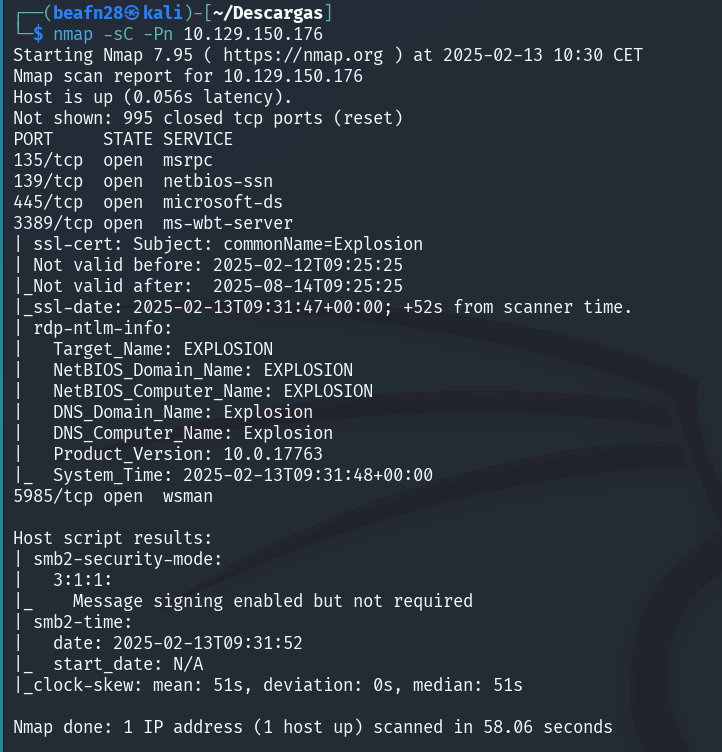 ┌──(beafn28㉿kali)-[~/Descargas]
└─$ nmap -sC -Pn 10.129.150.176
Starting Nmap 7.95 ( https://nmap.org ) at 2025-02-13 10:30 CET
Nmap scan report for 10.129.150.176
Host is up (0.056s latency).
Not shown: 995 closed tcp ports (reset)
PORT     STATE SERVICE
135/tcp  open  msrpc
139/tcp  open  netbios-ssn
445/tcp  open  microsoft-ds
3389/tcp open  ms-wbt-server
| ssl-cert: Subject: commonName=Explosion
| Not valid before: 2025-02-12T09:25:25
|_Not valid after:  2025-08-14T09:25:25
|_ssl-date: 2025-02-13T09:31:47+00:00; +52s from scanner time.
| rdp-ntlm-info:
|   Target_Name: EXPLOSION
|   NetBIOS_Domain_Name: EXPLOSION
|   NetBIOS_Computer_Name: EXPLOSION
|   DNS_Domain_Name: Explosion
|   DNS_Computer_Name: Explosion
|   Product_Version: 10.0.17763
|_  System_Time: 2025-02-13T09:31:48+00:00
5985/tcp open  wsman

Host script results:
| smb2-security-mode:
|   3:1:1:
|_    Message signing enabled but not required
| smb2-time:
|   date: 2025-02-13T09:31:52
|_  start_date: N/A
|_clock-skew: mean: 51s, deviation: 0s, median: 51s

Nmap done: 1 IP address (1 host up) scanned in 58.06 seconds